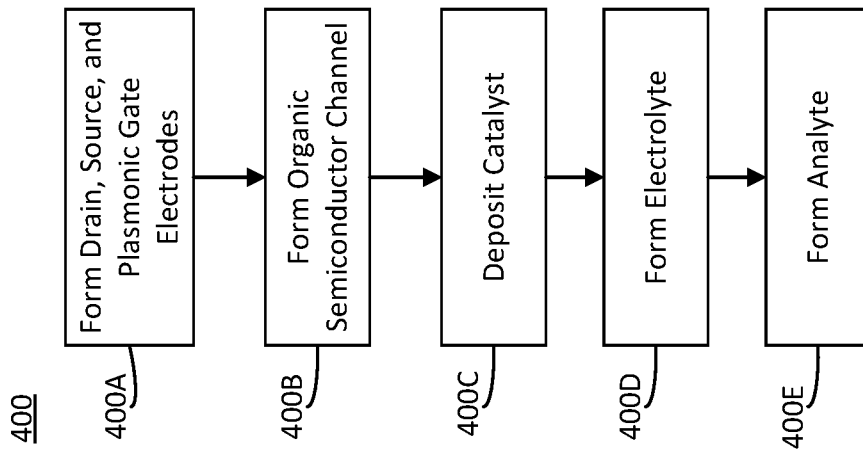 400
400A
Form Drain, Source, and
Plasmonic Gate
Electrodes
400B
Form Organic
Semiconductor Channel
400C
Deposit Catalyst
400D
Form Electrolyte
400E
Form Analyte